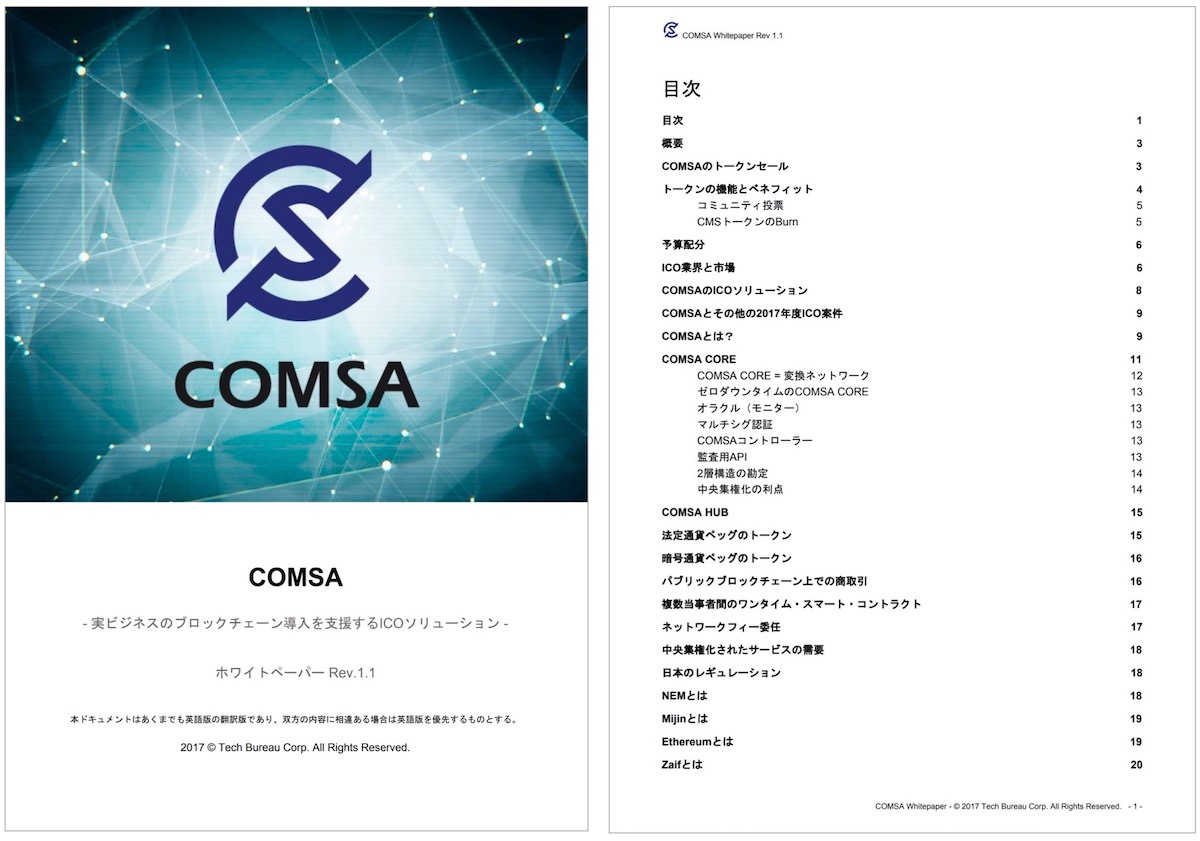 COMSA
COMSA
- 実ビジネスのブロックチェーン導入を支援するICOソリューション -
ホワイトペーパー Rev.1.1
本ドキュメントはあくまでも英語版の翻訳版であり、双方の内容に相違ある場合は英語版を優先するものとする。
2017 © Tech Bureau Corp. All Rights Reserved.
COMSA Whitepaper Rev 1.1
目次
目次 1
概要 3
COMSAのトークンセール 3
トークンの機能とベネフィット 4
コミュニティ投票 5
CMSトークンのBurn 5
予算配分 6
ICO業界と市場 6
COMSAのICOソリューション 8
COMSAとその他の2017年度ICO案件 9
COMSAとは？ 9
COMSA CORE 11
COMSA CORE = 変換ネットワーク 12
ゼロダウンタイムのCOMSA CORE 13
オラクル（モニター） 13
マルチシグ認証 13
COMSAコントローラー 13
監査用API 13
2層構造の勘定 14
中央集権化の利点 14
COMSA HUB 15
法定通貨ペッグのトークン 15
暗号通貨ペッグのトークン 16
パブリックブロックチェーン上での商取引 16
複数当事者間のワンタイム・スマート・コントラクト 17
ネットワークフィー委任 17
中央集権化されたサービスの需要 18
日本のレギュレーション 18
NEMとは 18
Mijinとは 19
Ethereumとは 19
Zaifとは 20
COMSA Whitepaper - © 2017 Tech Bureau Corp. All Rights Reserved. - 1 -